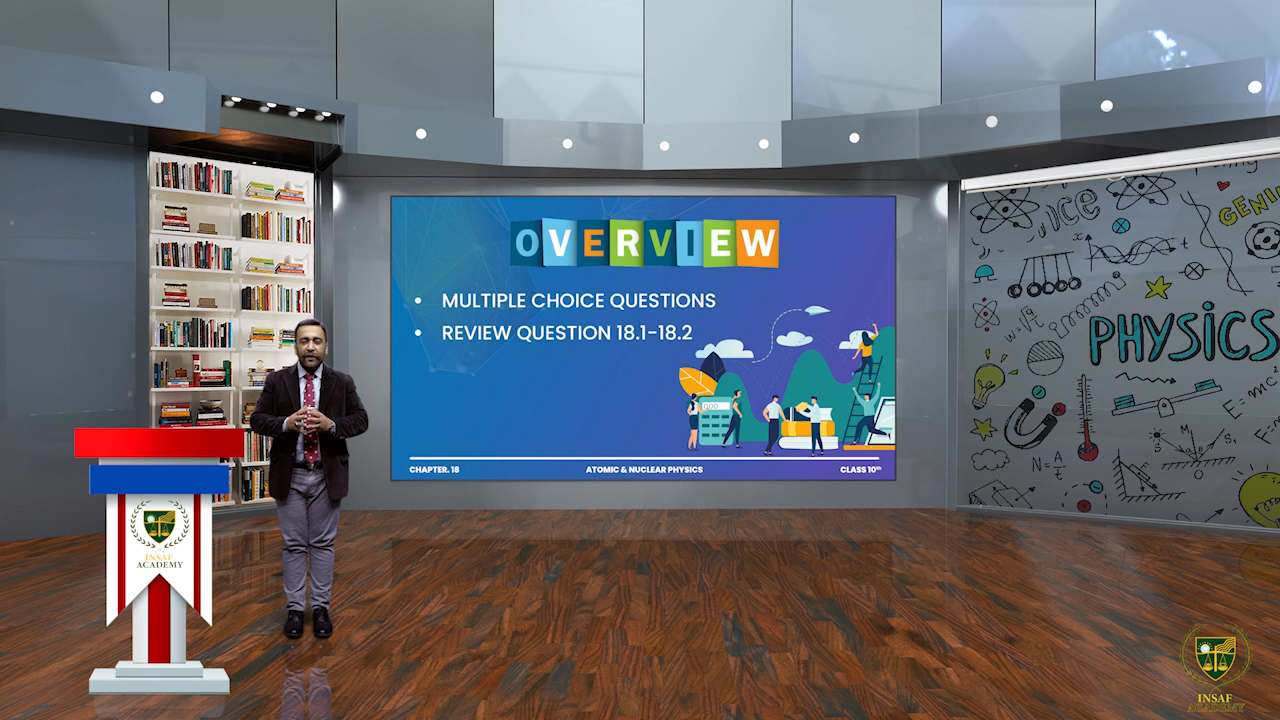 OVERVIEW
• MULTIPLE CHOICE QUESTIONS
• REVIEW QUESTION 18.1-18.2
CHAPTER. 18
ATOMIC & NUCLEAR PHYSICS
CLASS 10th
INSAF
ACADEMY
PHYSICS
E=mc²
N=A/t
INSAF
ACADEMY